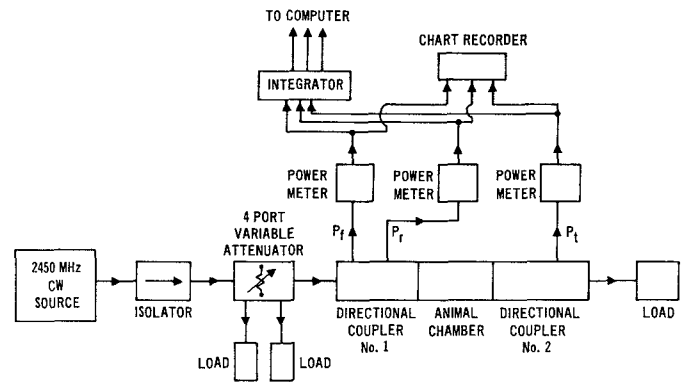 TO COMPUTER
CHART RECORDER
INTEGRATOR
POWER
METER
POWER
METER
POWER
METER
4 PORT
VARIABLE
ATTENUATOR
Pf
Pr
Pt
2450 MHz
CW
SOURCE
ISOLATOR
DIRECTIONAL
COUPLER
No. 1
ANIMAL
CHAMBER
DIRECTIONAL
COUPLER
No. 2
LOAD
LOAD
LOAD